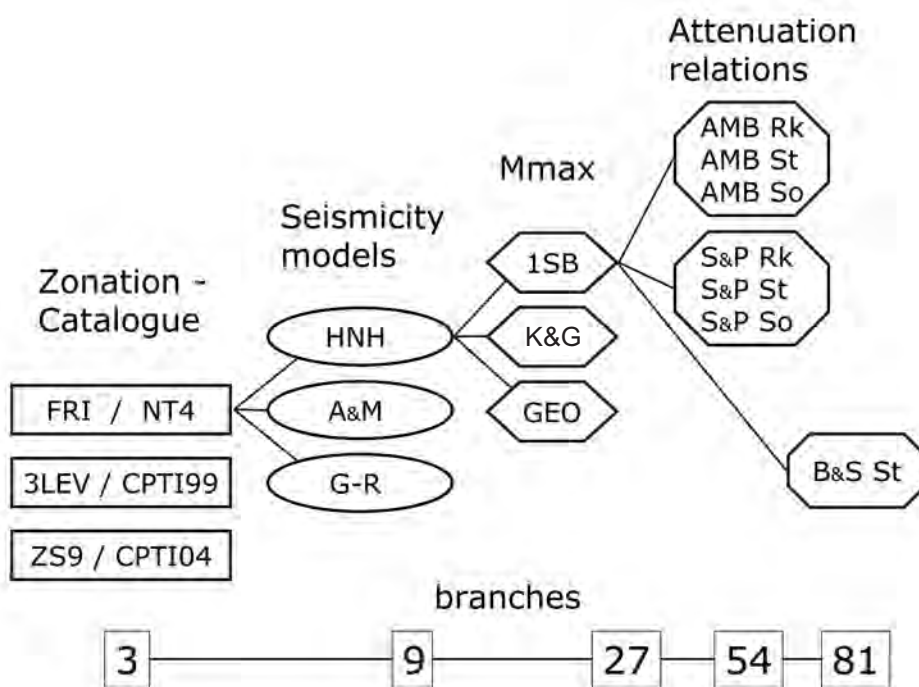 Attenuation
relations
AMB Rk
AMB St
AMB So
Mmax
Seismicity
models
1SB
S&P Rk
S&P St
S&P So
Zonation -
Catalogue
HNH
K&G
FRI / NT4
A&M
GEO
3LEV / CPTI99
G-R
B&S St
ZS9 / CPTI04
branches
3
9
27
54
81